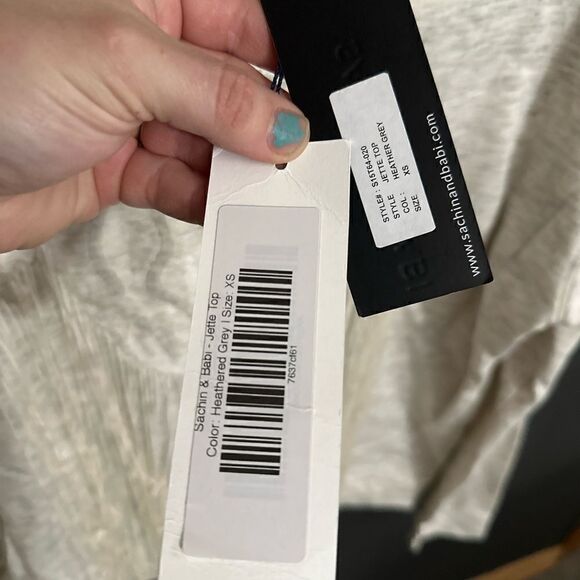 STYLE#: S15T64-020
STYLE: JETTE TOP
COL: HEATHER GREY
SIZE: XS
www.sachinandbabi.com
Sachin & Babi - Jette Top
Color: Heathered Grey | Size: XS
7637cf61